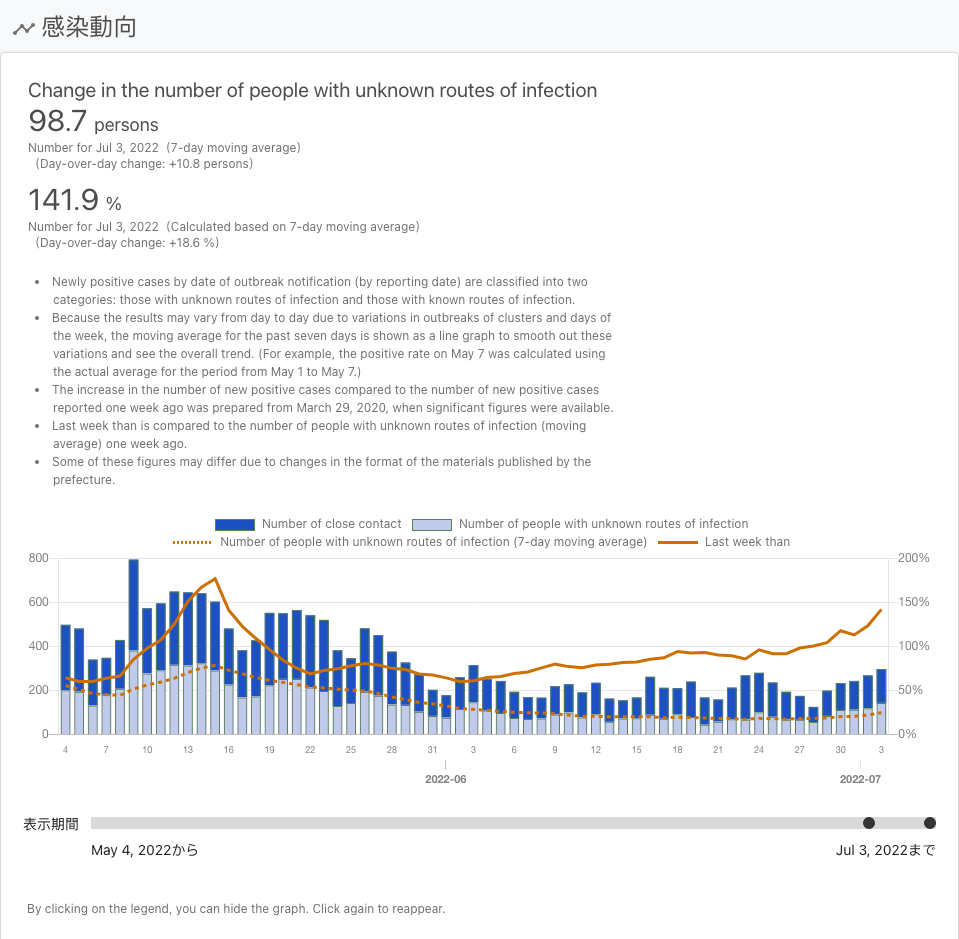 感染動向
Change in the number of people with unknown routes of infection
98.7 persons
Number for Jul 3, 2022（7-day moving average）
（Day-over-day change: +10.8 persons）
141.9 %
Number for Jul 3, 2022（Calculated based on 7-day moving average）
（Day-over-day change: +18.6 %）
• Newly positive cases by date of outbreak notification (by reporting date) are classified into two
categories: those with unknown routes of infection and those with known routes of infection.
• Because the results may vary from day to day due to variations in outbreaks of clusters and days of
the week, the moving average for the past seven days is shown as a line graph to smooth out these
variations and see the overall trend. (For example, the positive rate on May 7 was calculated using
the actual average for the period from May 1 to May 7.)
• The increase in the number of new positive cases compared to the number of new positive cases
reported one week ago was prepared from March 29, 2020, when significant figures were available.
• Last week than is compared to the number of people with unknown routes of infection (moving
average) one week ago.
• Some of these figures may differ due to changes in the format of the materials published by the
prefecture.
Number of close contact Number of people with unknown routes of infection
Number of people with unknown routes of infection (7-day moving average) Last week than
800 200%
600 150%
400 100%
200 50%
0 0%
4 7 10 13 16 19 22 25 28 31 3 6 9 12 15 18 21 24 27 30 3
2022-06 2022-07
表示期間
May 4, 2022から Jul 3, 2022まで
By clicking on the legend, you can hide the graph. Click again to reappear.